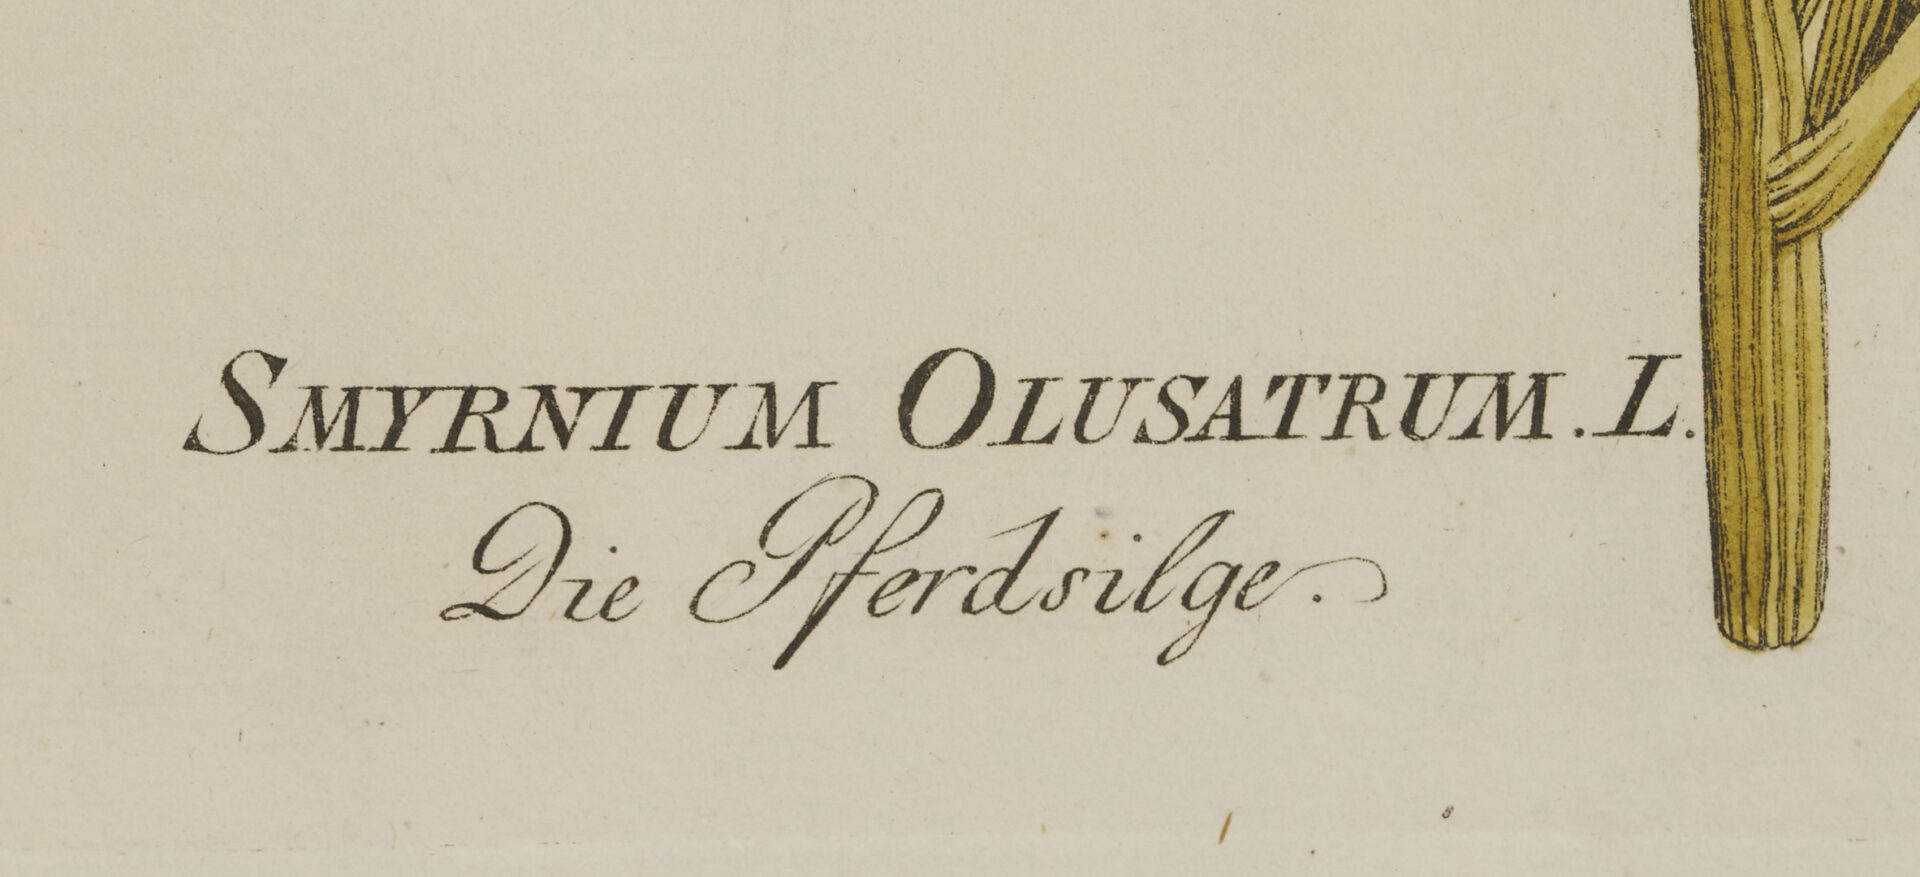 SMYRNIUM OLUSATRUM. L.
Die Pferdsilge.